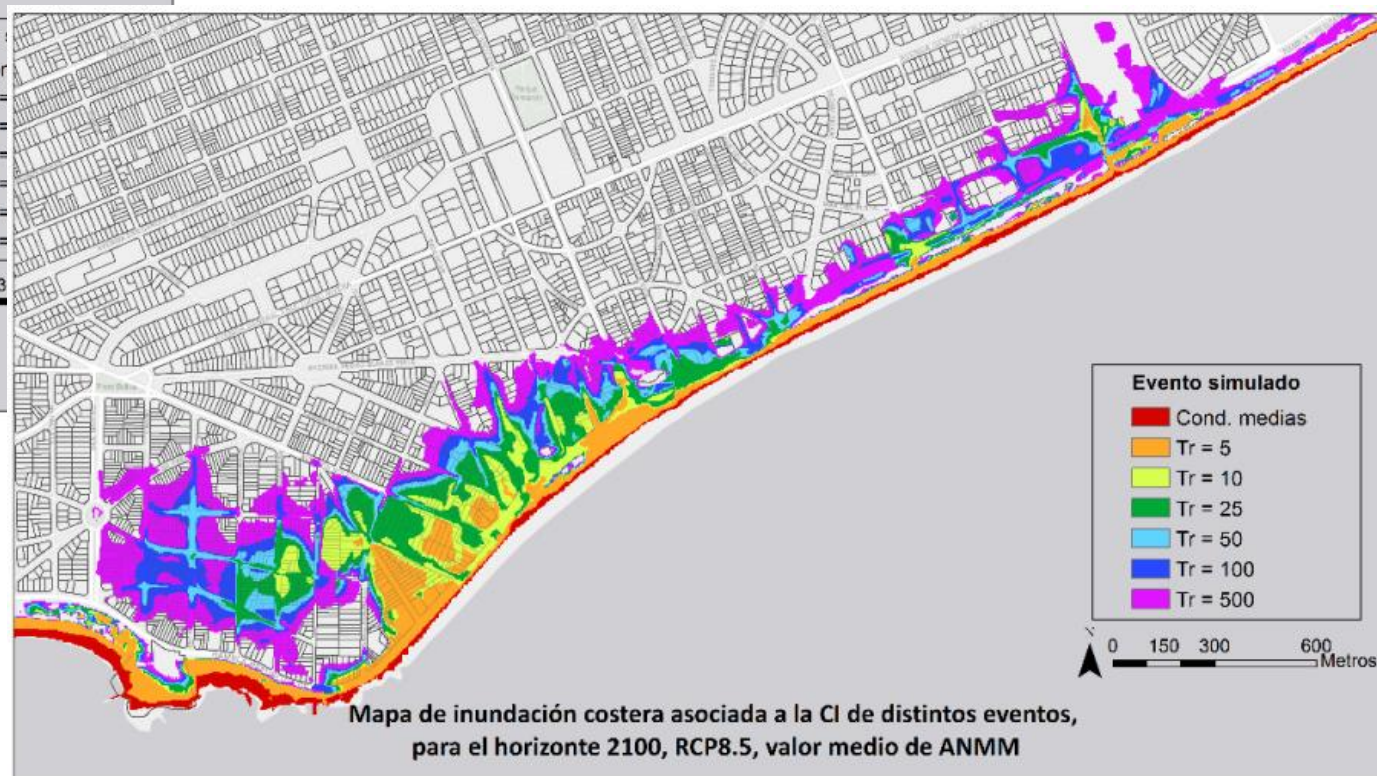 Evento simulado
Cond. medias
Tr = 5
Tr = 10
Tr = 25
Tr = 50
Tr = 100
Tr = 500
N
0 150 300 600
Metros
Mapa de inundación costera asociada a la CI de distintos eventos,
para el horizonte 2100, RCP8.5, valor medio de ANMM